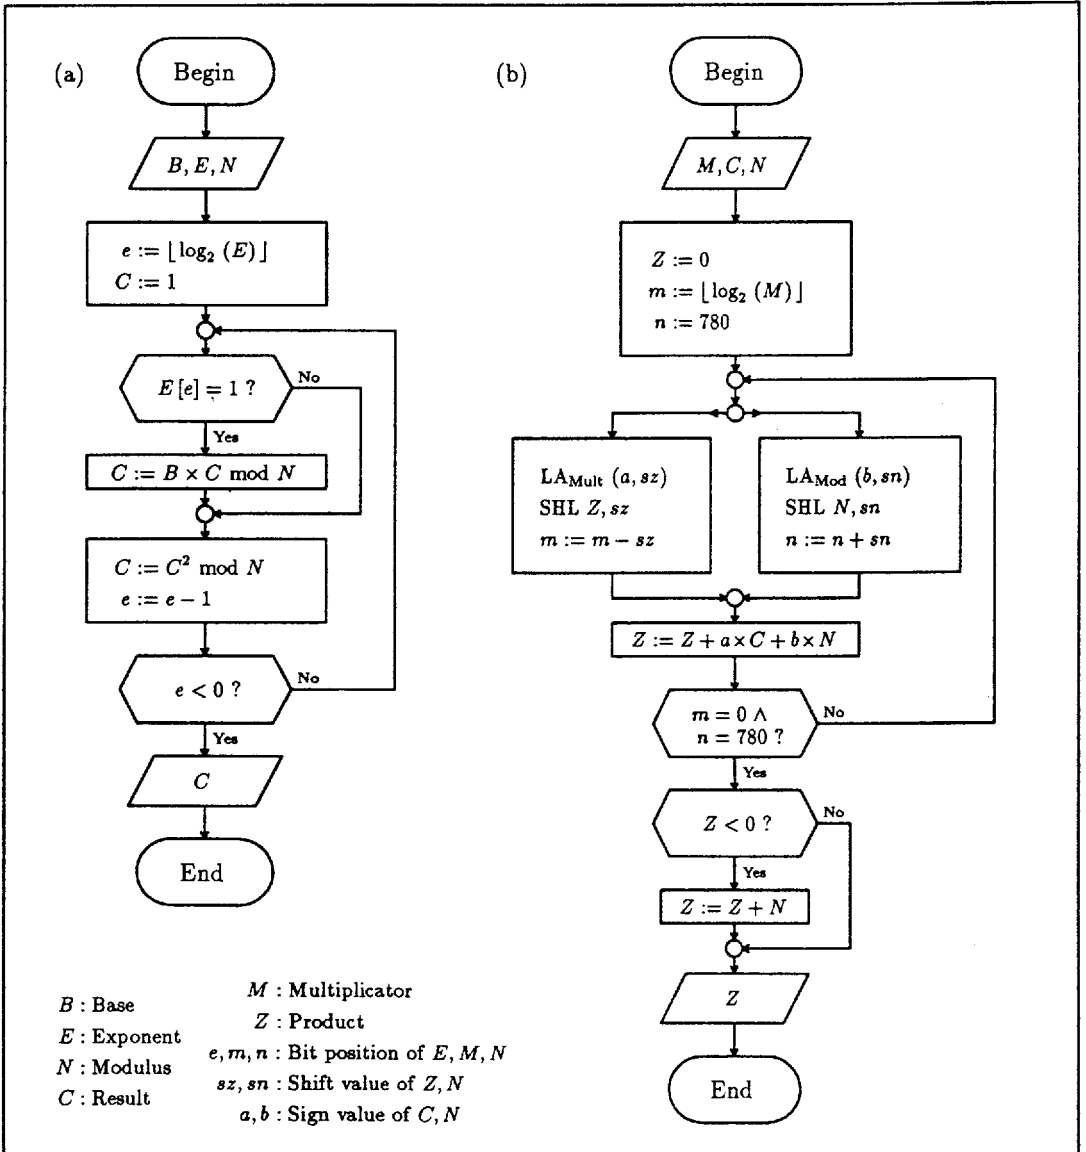 (a)
Begin
B, E, N
e := ⌊log₂ (E)⌋
C := 1
E [e] = 1 ?
No
Yes
C := B × C mod N
C := C² mod N
e := e − 1
e < 0 ?
No
Yes
C
End
(b)
Begin
M, C, N
Z := 0
m := ⌊log₂ (M)⌋
n := 780
LA_Mult (a, sz)
SHL Z, sz
m := m − sz
LA_Mod (b, sn)
SHL N, sn
n := n + sn
Z := Z + a × C + b × N
m = 0 ∧
n = 780 ?
No
Yes
Z < 0 ?
No
Yes
Z := Z + N
Z
End
B : Base
E : Exponent
N : Modulus
C : Result
M : Multiplicator
Z : Product
e, m, n : Bit position of E, M, N
sz, sn : Shift value of Z, N
a, b : Sign value of C, N